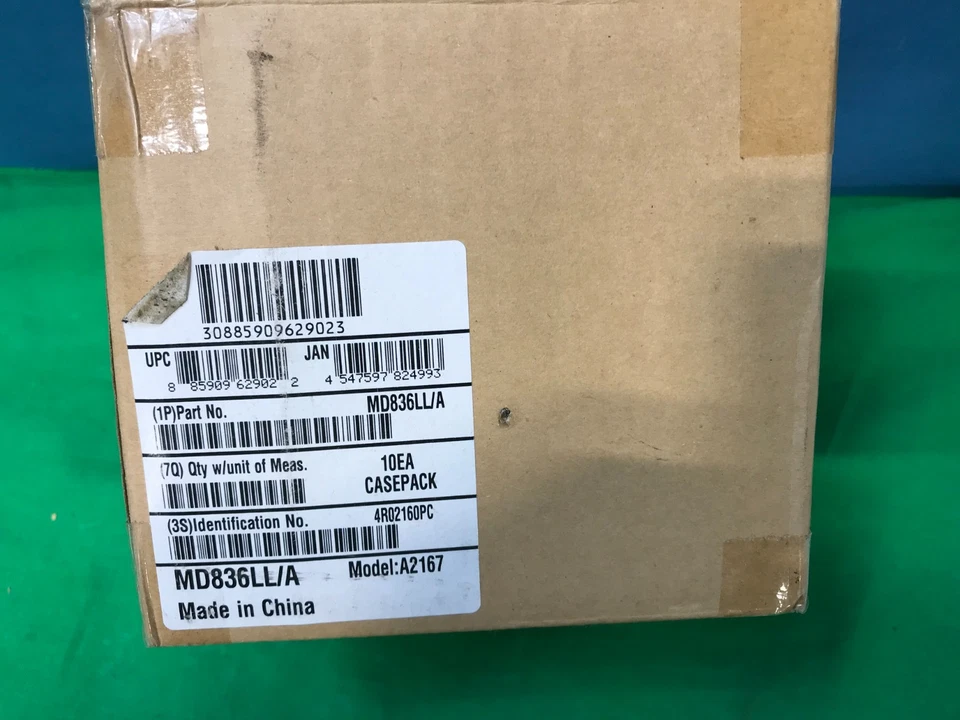 30885909629023
UPC JAN
8 85909 62902 2 4 547597 824993
(1P)Part No. MD836LL/A
(7Q) Qty w/unit of Meas. 10EA
CASEPACK
(3S)Identification No. 4R02160PC
MD836LL/A Model:A2167
Made in China